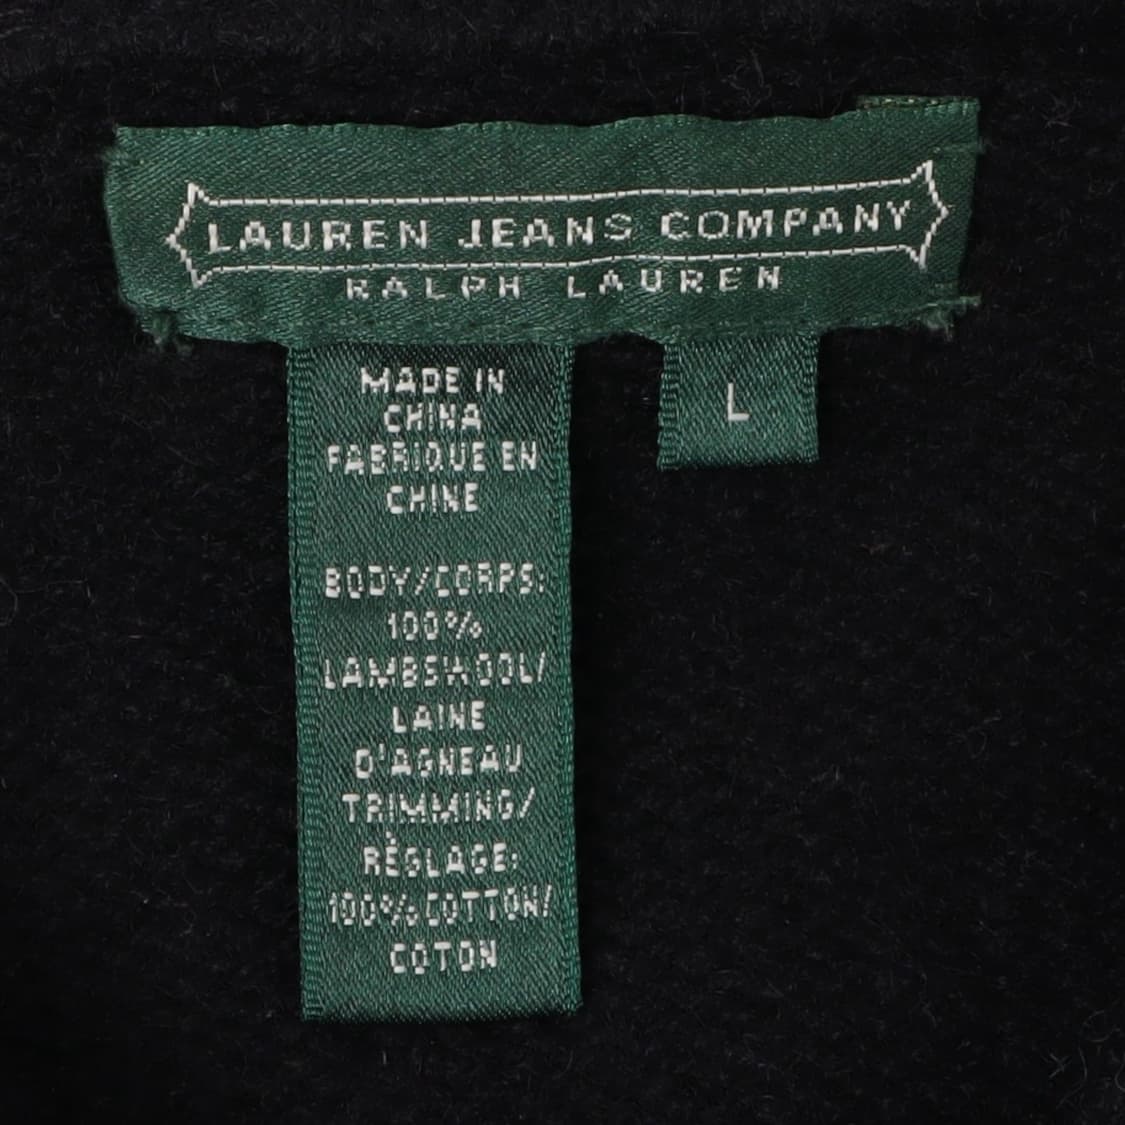 LAUREN JEANS COMPANY
RALPH LAUREN
MADE IN
CHINA
FABRIQUE EN
CHINE
BODY/CORPS:
100%
LAMBSWOOL/
LAINE
D'AGNEAU
TRIMMING/
RÉGLAGE:
100% COTTON/
COTON
L